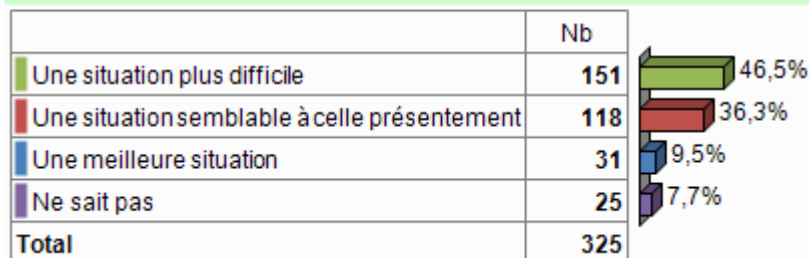 Nb
Une situation plus difficile 151 46,5%
Une situation semblable à celle présentement 118 36,3%
Une meilleure situation 31 9,5%
Ne sait pas 25 7,7%
Total 325